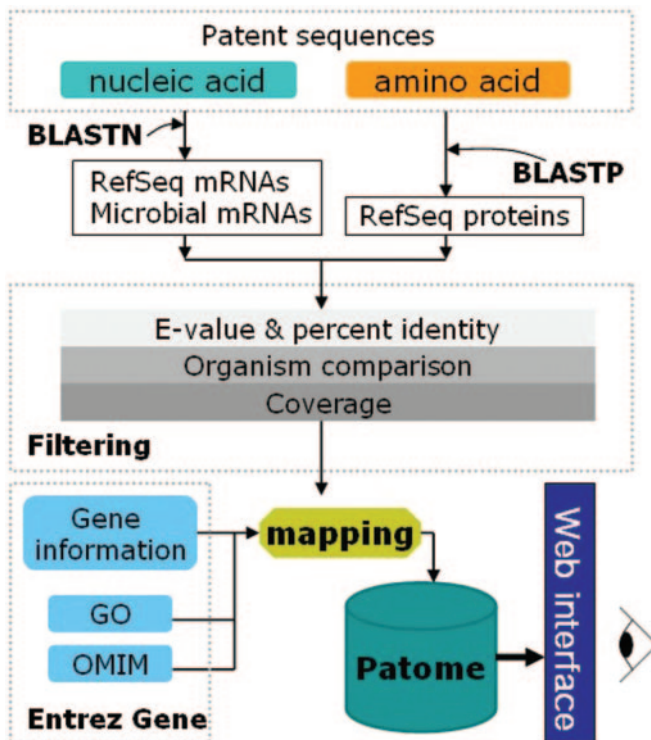 Patent sequences
nucleic acid
amino acid
BLASTN
BLASTP
RefSeq mRNAs
Microbial mRNAs
RefSeq proteins
E-value & percent identity
Organism comparison
Coverage
Filtering
Gene
information
GO
OMIM
Entrez Gene
mapping
Patome
Web interface